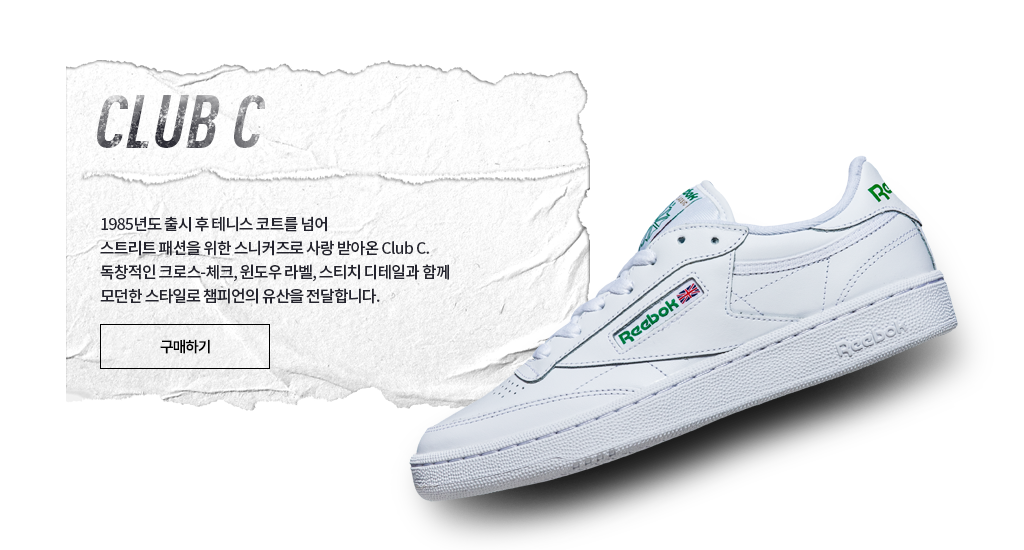 CLUB C
1985년도 출시 후 테니스 코트를 넘어
스트리트 패션을 위한 스니커즈로 사랑 받아온 Club C.
독창적인 크로스-체크, 윈도우 라벨, 스티치 디테일과 함께
모던한 스타일로 챔피언의 유산을 전달합니다.
구매하기
Reebok
Reebok
Reebok